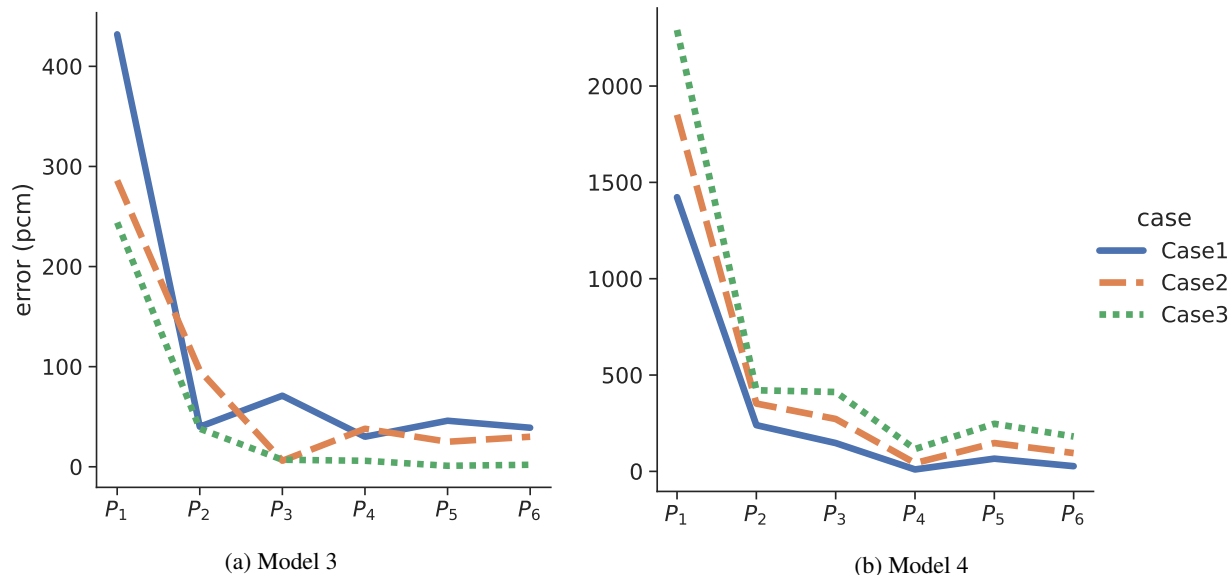 error (pcm)
400
300
200
100
0
P₁ P₂ P₃ P₄ P₅ P₆
(a) Model 3
2000
1500
1000
500
0
P₁ P₂ P₃ P₄ P₅ P₆
(b) Model 4
case
Case1
Case2
Case3